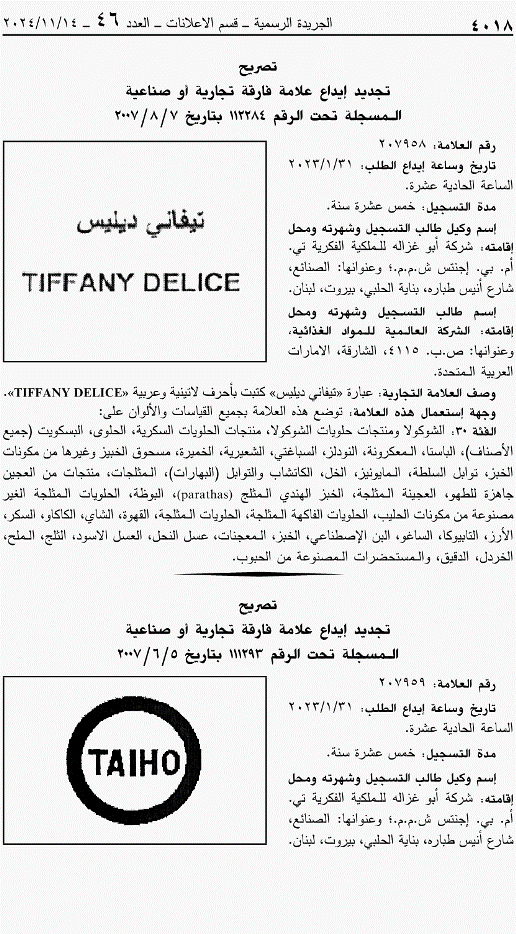 ٤٠١٨ الجريدة الرسمية ــ قسم الاعلانات ــ العدد ٤٦ ــ ٢٠٢٤/١١/١٤
تصريح
تجديد إيداع علامة فارقة تجارية أو صناعية
المسجلة تحت الرقم ١١٢٢٨٤ بتاريخ ٢٠٠٧/٨/٧
رقم العلامة: ٢٠٧٩٥٨
تاريخ وساعة إيداع الطلب: ٢٠٢٣/١/٣١
الساعة الحادية عشرة.
مدة التسجيل: خمس عشرة سنة.
إسم وكيل طالب التسجيل وشهرته ومحل
إقامته: شركة أبو غزاله للملكية الفكرية تي.
أم. بي. إجنتس ش.م.م.؛ وعنوانها: الصنائع،
شارع أنيس طباره، بناية الحلبي، بيروت، لبنان.
إسم طالب التسجيل وشهرته ومحل
إقامته: الشركة العالمية للمواد الغذائية،
وعنوانها: ص.ب. ٤١١٥، الشارقة، الامارات
العربية المتحدة.
تيفاني ديليس
TIFFANY DELICE
وصف العلامة التجارية: عبارة «تيفاني ديليس» كتبت بأحرف لاتينية وعربية «TIFFANY DELICE».
وجهة إستعمال هذه العلامة: توضع هذه العلامة بجميع القياسات والألوان على:
الفئة ٣٠: الشوكولا ومنتجات حلويات الشوكولا، منتجات الحلويات السكرية، الحلوى، البسكويت (جميع
الأصناف)، الباستا، المعكرونة، النودلز، السباغتي، الشعيرية، الخميرة، مسحوق الخبيز وغيرها من مكونات
الخبز، توابل السلطة، المايونيز، الخل، الكاتشاب والتوابل (البهارات)، المثلجات، منتجات من العجين
جاهزة للطهو، العجينة المثلجة، الخبز الهندي المثلج (parathas)، البوظة، الحلويات المثلجة الغير
مصنوعة من مكونات الحليب، الحلويات الفاكهة المثلجة، الحلويات المثلجة، القهوة، الشاي، الكاكاو، السكر،
الأرز، التابيوكا، الساغو، البن الإصطناعي، الخبز، المعجنات، عسل النحل، العسل الاسود، الثلج، الملح،
الخردل، الدقيق، والمستحضرات المصنوعة من الحبوب.
تصريح
تجديد إيداع علامة فارقة تجارية أو صناعية
المسجلة تحت الرقم ١١١٢٩٣ بتاريخ ٢٠٠٧/٦/٥
رقم العلامة: ٢٠٧٩٥٩
تاريخ وساعة إيداع الطلب: ٢٠٢٣/١/٣١
الساعة الحادية عشرة.
مدة التسجيل: خمس عشرة سنة.
إسم وكيل طالب التسجيل وشهرته ومحل
إقامته: شركة أبو غزاله للملكية الفكرية تي.
أم. بي. إجنتس ش.م.م.؛ وعنوانها: الصنائع،
شارع أنيس طباره، بناية الحلبي، بيروت، لبنان.
TAIHO